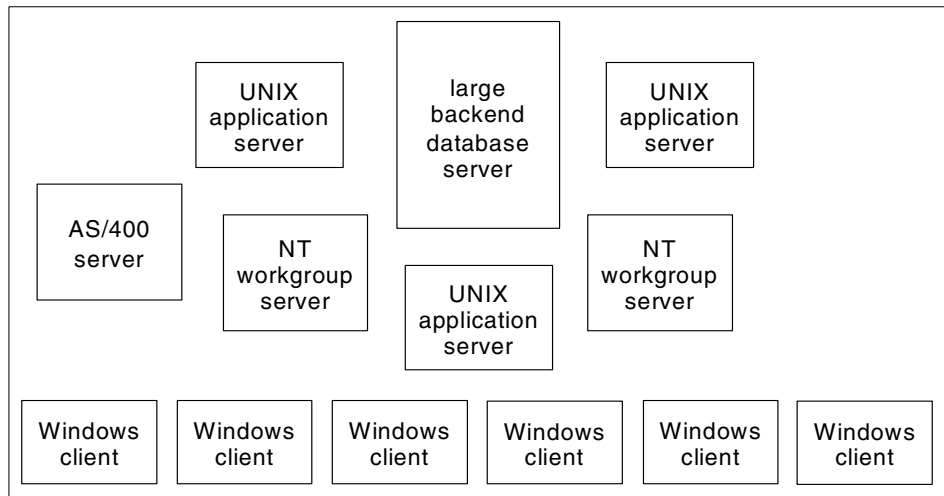 UNIX
application
server
large
backend
database
server
UNIX
application
server
AS/400
server
NT
workgroup
server
UNIX
application
server
NT
workgroup
server
Windows
client
Windows
client
Windows
client
Windows
client
Windows
client
Windows
client